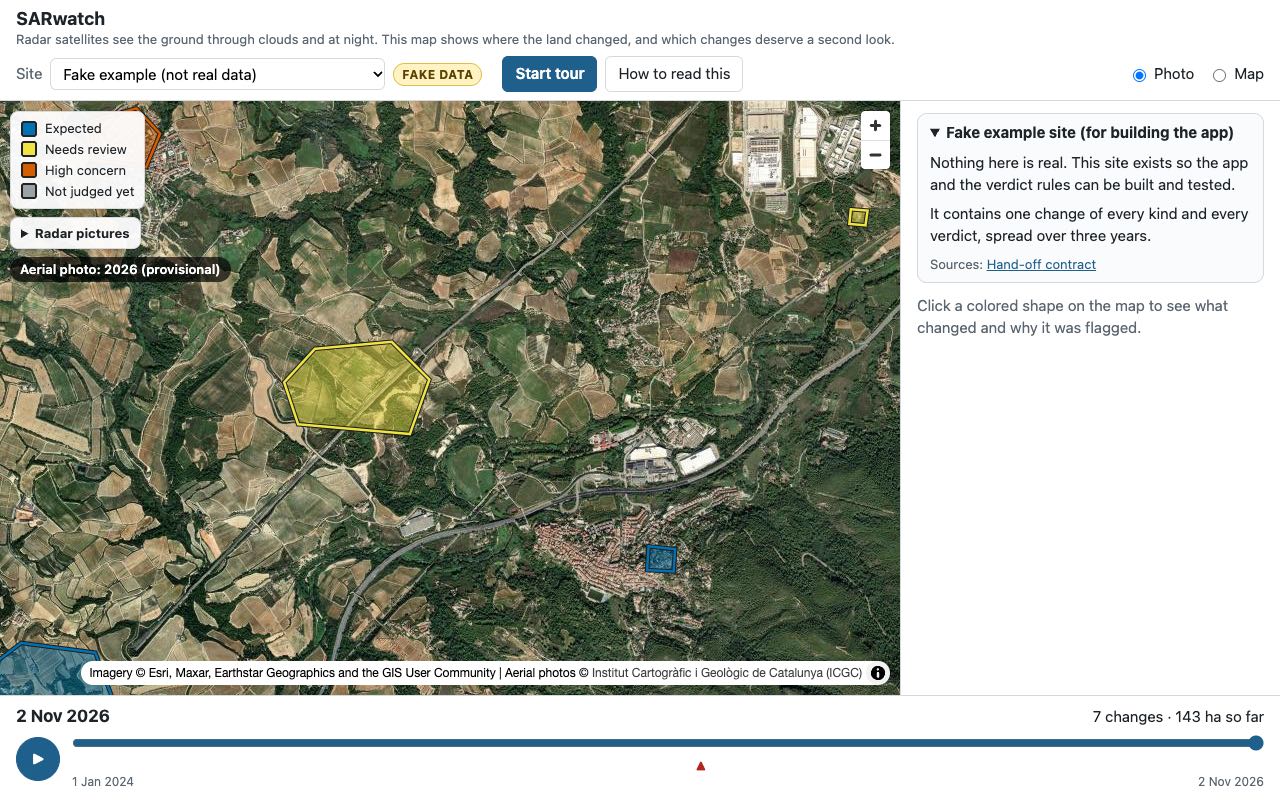 SARwatch
Radar satellites see the ground through clouds and at night. This map shows where the land changed, and which changes deserve a second look.
Site
Fake example (not real data)
FAKE DATA
Start tour
How to read this
Photo
Map
Expected
Needs review
High concern
Not judged yet
Radar pictures
Aerial photo: 2026 (provisional)
+
−
Imagery © Esri, Maxar, Earthstar Geographics and the GIS User Community | Aerial photos © Institut Cartogràfic i Geològic de Catalunya (ICGC)
Fake example site (for building the app)
Nothing here is real. This site exists so the app
and the verdict rules can be built and tested.
It contains one change of every kind and every
verdict, spread over three years.
Sources: Hand-off contract
Click a colored shape on the map to see what
changed and why it was flagged.
2 Nov 2026
7 changes · 143 ha so far
1 Jan 2024
2 Nov 2026